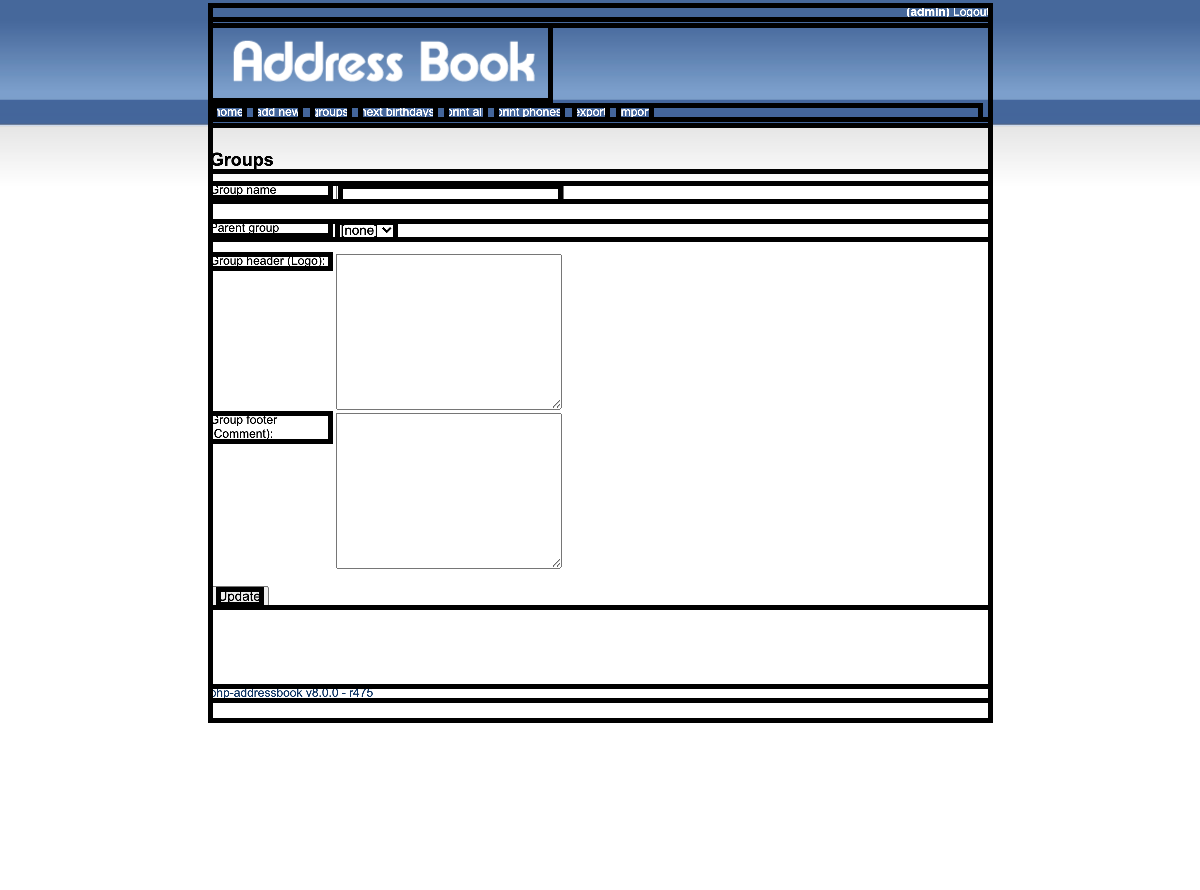 (admin) Logout
Address Book
home add new groups next birthdays print all print phones export import
Groups
Group name
Parent group [none]
Group header (Logo):
Group footer
(Comment):
Update
php-addressbook v8.0.0 - r475